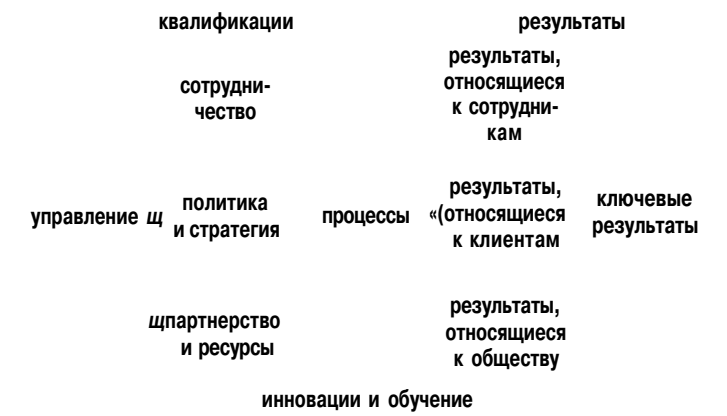 квалификации
результаты
сотрудни-
чество
результаты,
относящиеся
к сотрудни-
кам
управление щ
политика
и стратегия
процессы
результаты,
«(относящиеся
к клиентам
ключевые
результаты
щпартнерство
и ресурсы
результаты,
относящиеся
к обществу
инновации и обучение